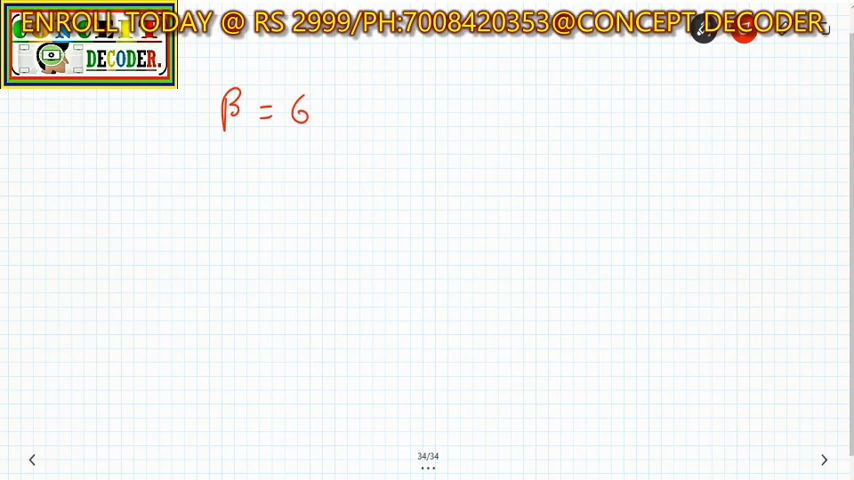 ENROLL TODAY @ RS 2999/PH:7008420353@CONCEPT DECODER.
DECODER.
β = 6
34/34